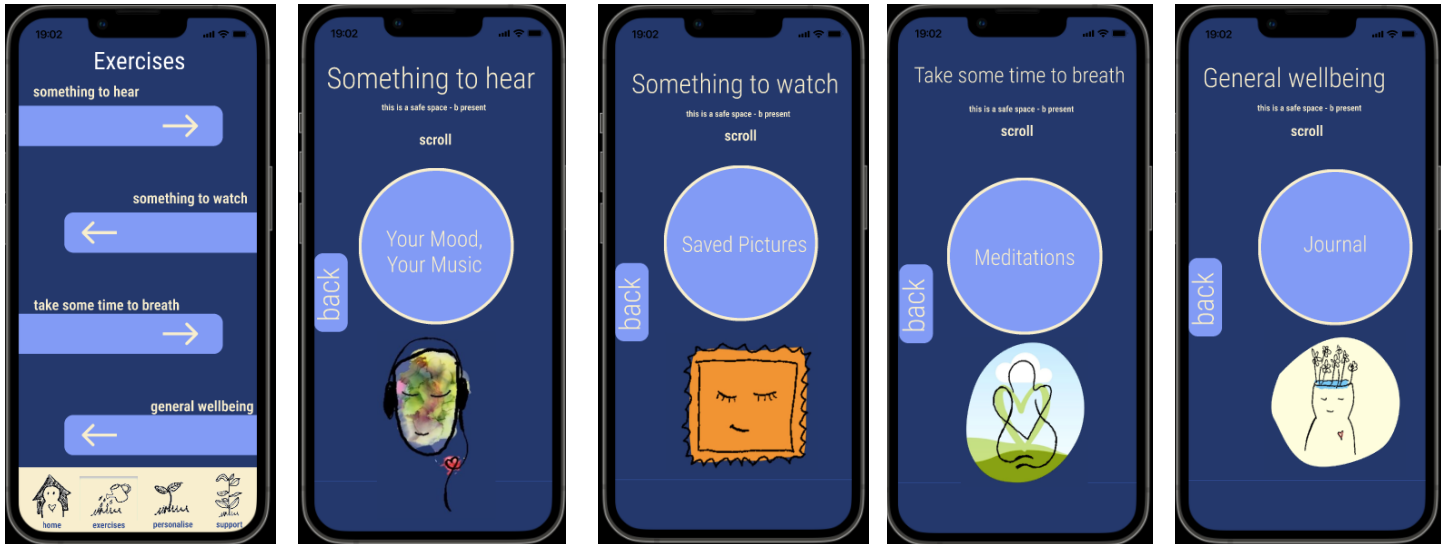 19:02
Exercises
something to hear
something to watch
take some time to breath
general wellbeing
home
exercises
personalise
support
19:02
Something to hear
this is a safe space - b present
scroll
Your Mood,
Your Music
back
19:02
Something to watch
this is a safe space - b present
scroll
Saved Pictures
back
19:02
Take some time to breath
this is a safe space - b present
scroll
Meditations
back
19:02
General wellbeing
this is a safe space - b present
scroll
Journal
back